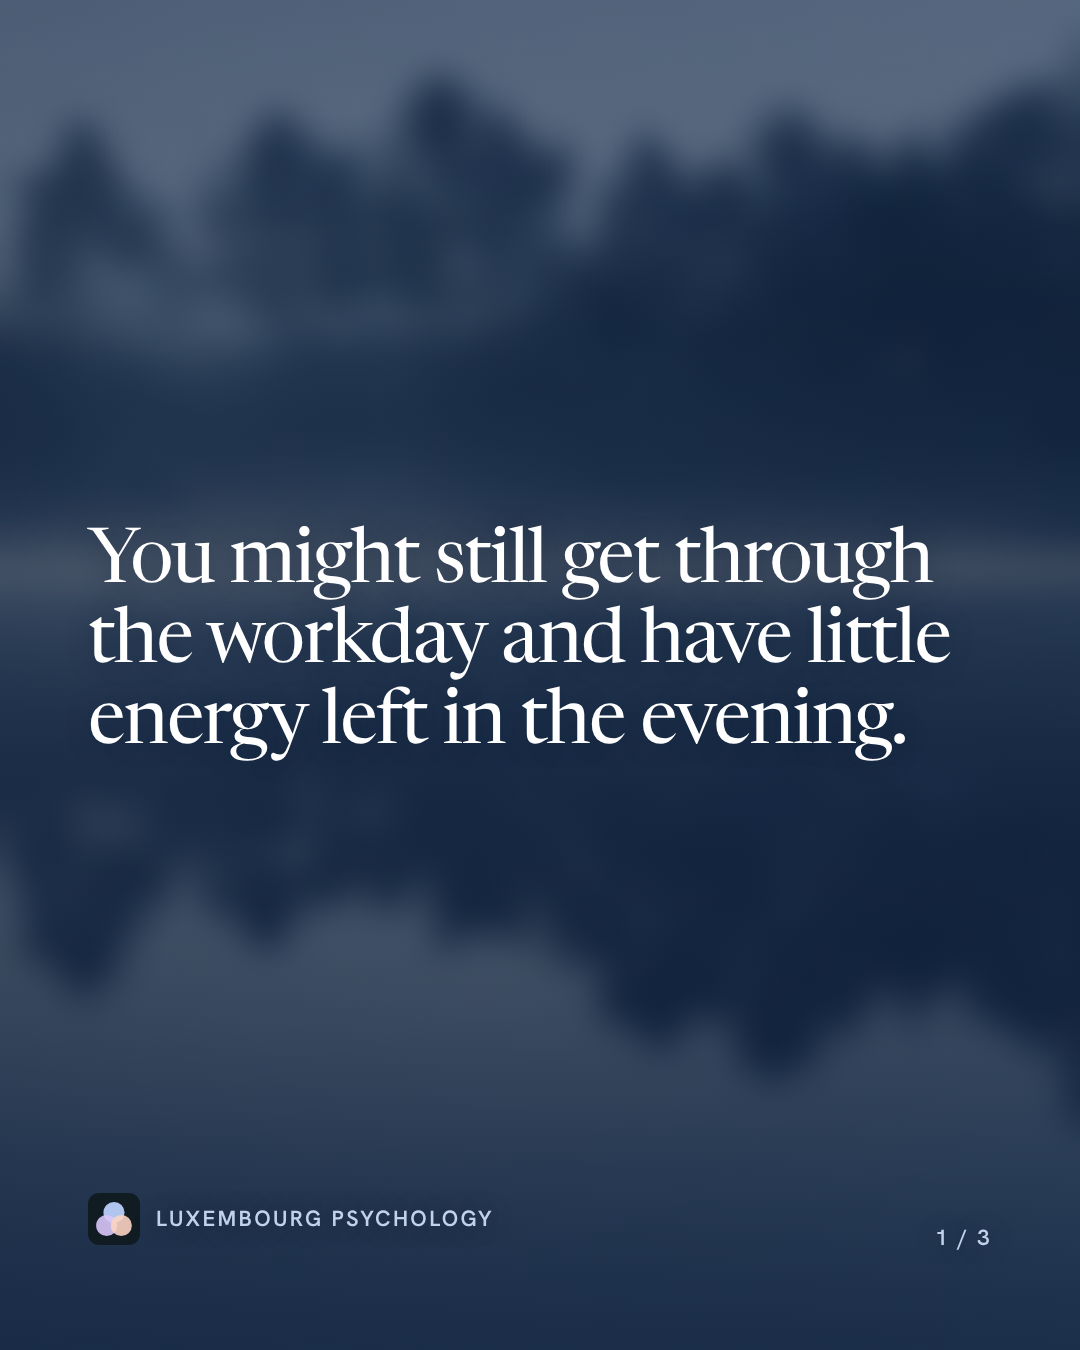 You might still get through
the workday and have little
energy left in the evening.
LUXEMBOURG PSYCHOLOGY
1 / 3